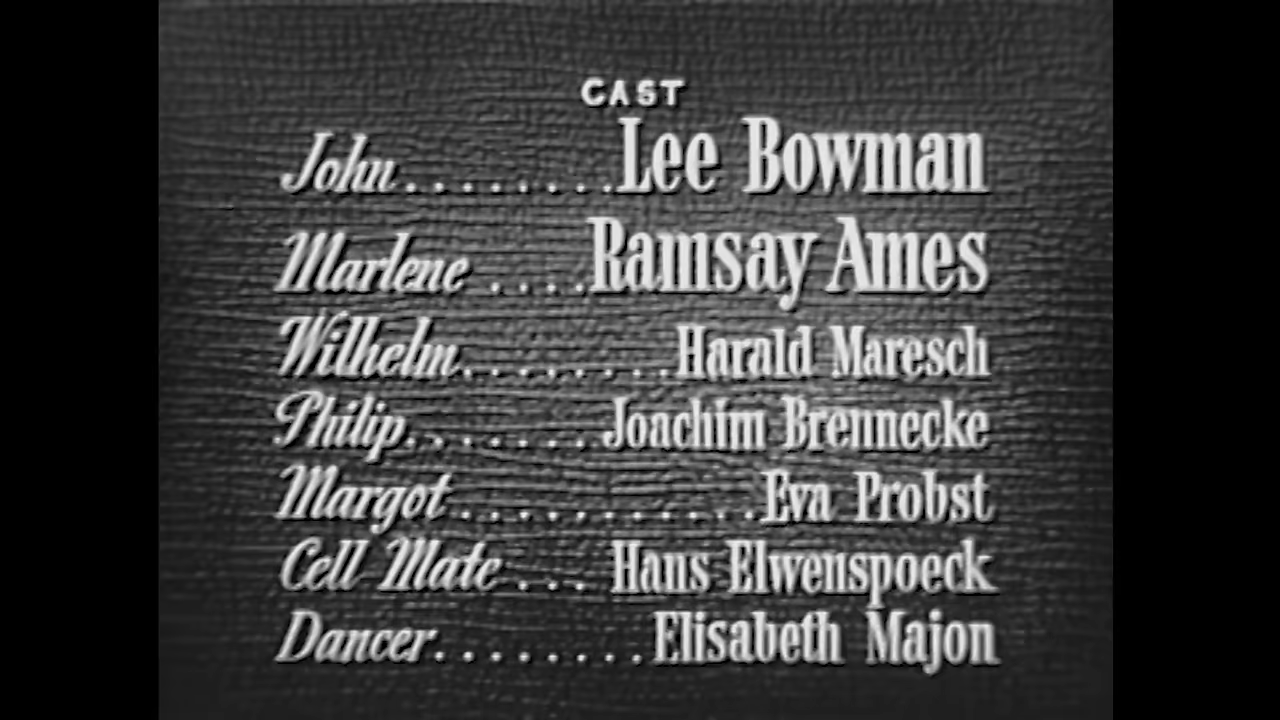 CAST
John........Lee Bowman
Marlene ....Ramsay Ames
Wilhelm........Harald Maresch
Philip.......Joachim Brennecke
Margot...........Eva Probst
Cell Mate... Hans Elwenspoeck
Dancer........Elisabeth Majon